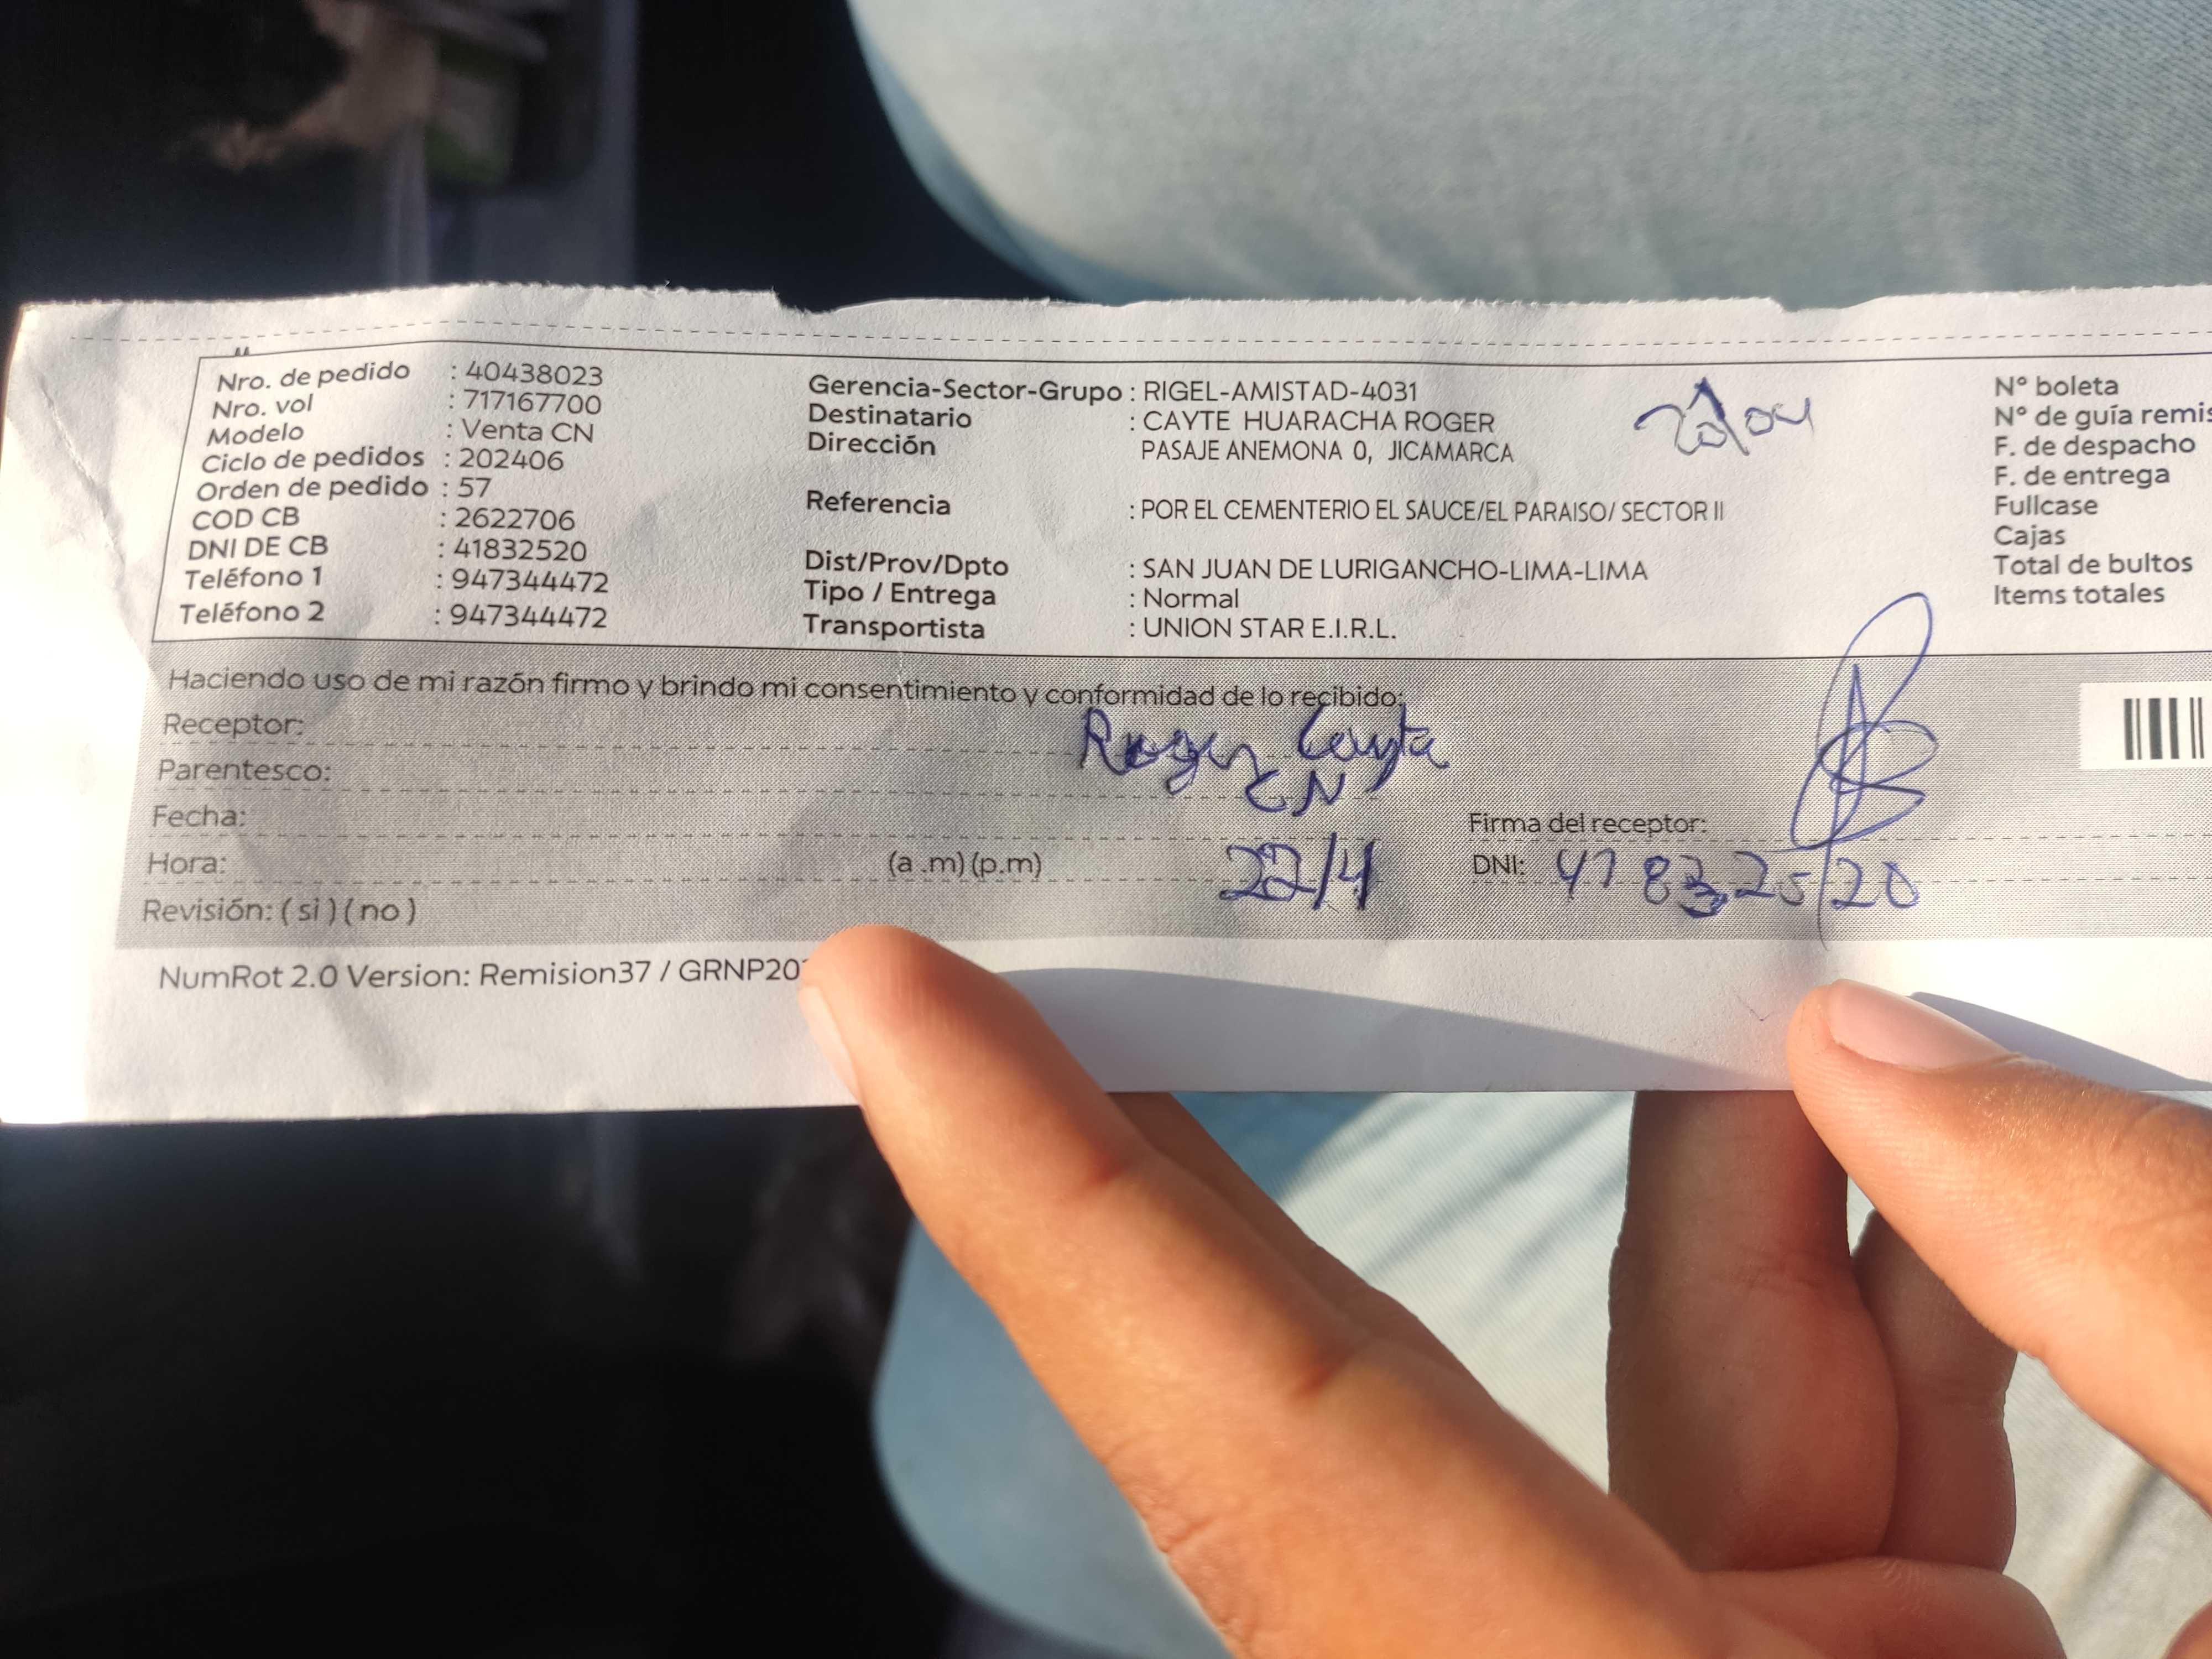 Nro. de pedido : 40438023
Nro. vol : 717167700
Modelo : Venta CN
Ciclo de pedidos : 202406
Orden de pedido : 57
COD CB : 2622706
DNI DE CB : 41832520
Teléfono 1 : 947344472
Teléfono 2 : 947344472
Gerencia-Sector-Grupo : RIGEL-AMISTAD-4031
Destinatario : CAYTE HUARACHA ROGER
Dirección PASAJE ANEMONA 0, JICAMARCA
Referencia : POR EL CEMENTERIO EL SAUCE/EL PARAISO/ SECTOR II
Dist/Prov/Dpto : SAN JUAN DE LURIGANCHO-LIMA-LIMA
Tipo / Entrega : Normal
Transportista : UNION STAR E.I.R.L.
N° boleta
N° de guía remis
F. de despacho
F. de entrega
Fullcase
Cajas
Total de bultos
Items totales
Haciendo uso de mi razón firmo y brindo mi consentimiento y conformidad de lo recibido:
Receptor: Roger Cayte
Parentesco: CN
Fecha:
Firma del receptor:
Hora: (a .m) (p.m) 22/4
DNI: 41832520
Revisión: ( si ) ( no )
NumRot 2.0 Version: Remision37 / GRNP20